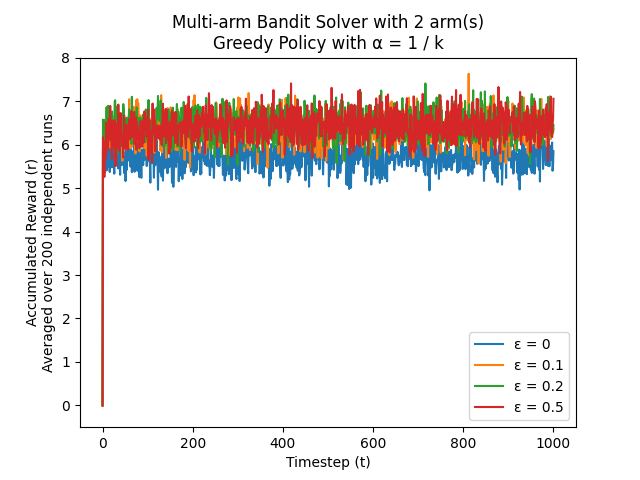 Multi-arm Bandit Solver with 2 arm(s)
Greedy Policy with α = 1 / k
Accumulated Reward (r)
Averaged over 200 independent runs
8
7
6
5
4
3
2
1
0
ε = 0
ε = 0.1
ε = 0.2
ε = 0.5
0
200
400
600
800
1000
Timestep (t)